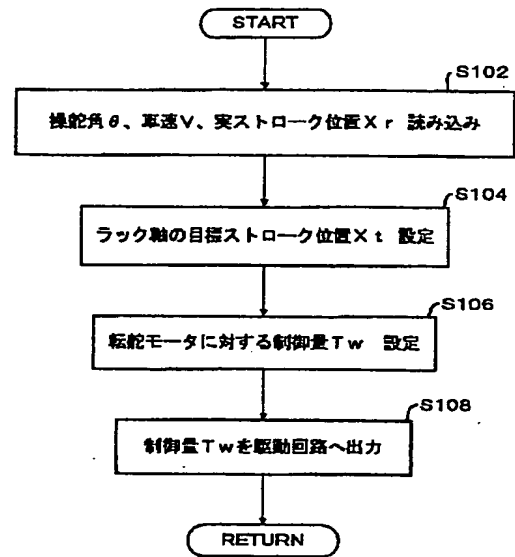 START
S102
操舵角θ、車速V、実ストローク位置Xr 読み込み
S104
ラック軸の目標ストローク位置Xt 設定
S106
転舵モータに対する制御量Tw 設定
S108
制御量Twを駆動回路へ出力
RETURN